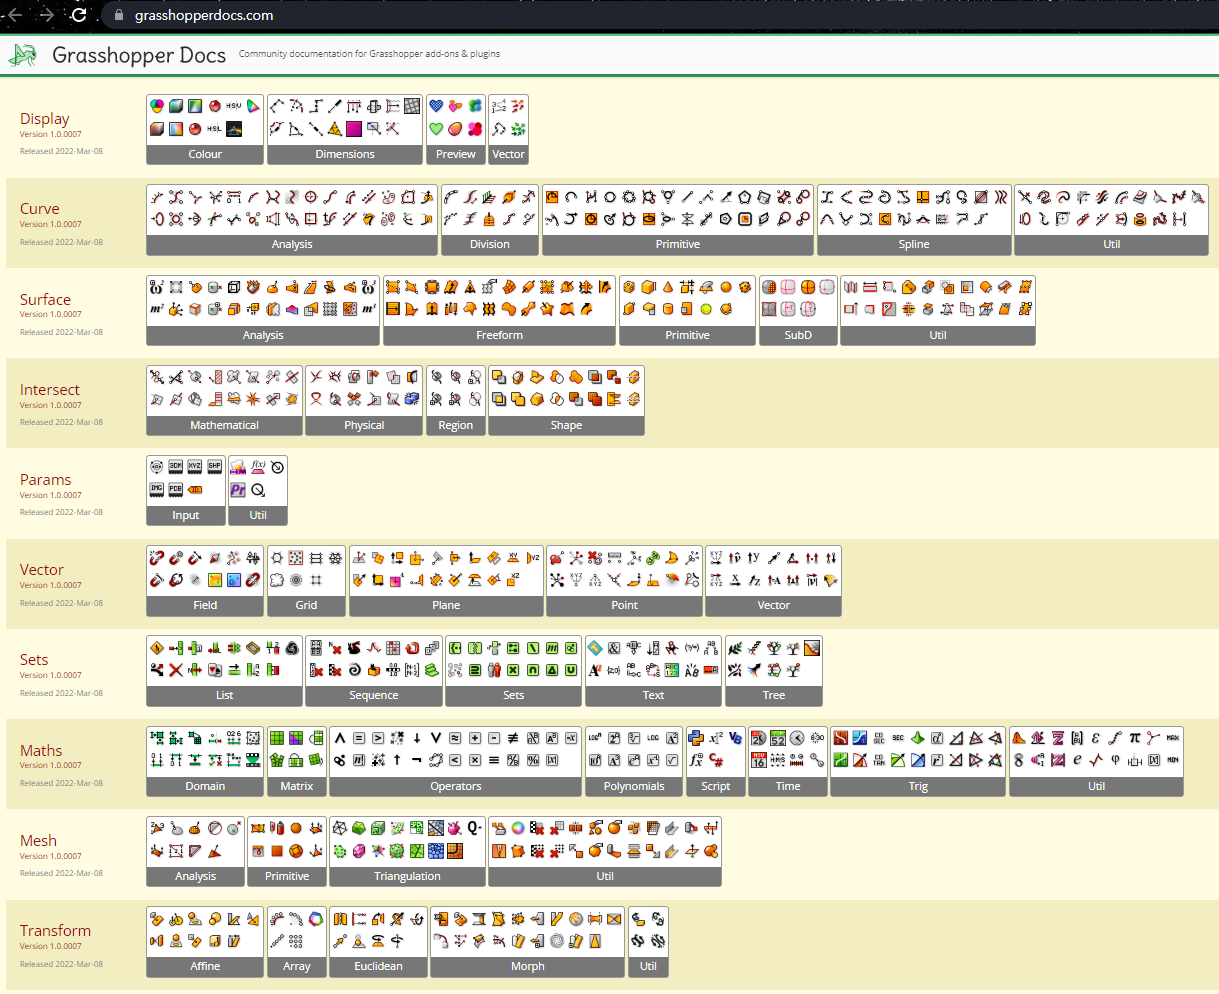 grasshopperdocs.com
Grasshopper Docs
Community documentation for Grasshopper add-ons & plugins
Display
Version 1.0.0007
Released 2022-Mar-08
Colour
Dimensions
Preview
Vector
Curve
Version 1.0.0007
Released 2022-Mar-08
Analysis
Division
Primitive
Spline
Util
Surface
Version 1.0.0007
Released 2022-Mar-08
Analysis
Freeform
Primitive
SubD
Util
Intersect
Version 1.0.0007
Released 2022-Mar-08
Mathematical
Physical
Region
Shape
Params
Version 1.0.0007
Released 2022-Mar-08
Input
Util
Vector
Version 1.0.0007
Released 2022-Mar-08
Field
Grid
Plane
Point
Vector
Sets
Version 1.0.0007
Released 2022-Mar-08
List
Sequence
Sets
Text
Tree
Maths
Version 1.0.0007
Released 2022-Mar-08
Domain
Matrix
Operators
Polynomials
Script
Time
Trig
Util
Mesh
Version 1.0.0007
Released 2022-Mar-08
Analysis
Primitive
Triangulation
Util
Transform
Version 1.0.0007
Released 2022-Mar-08
Affine
Array
Euclidean
Morph
Util